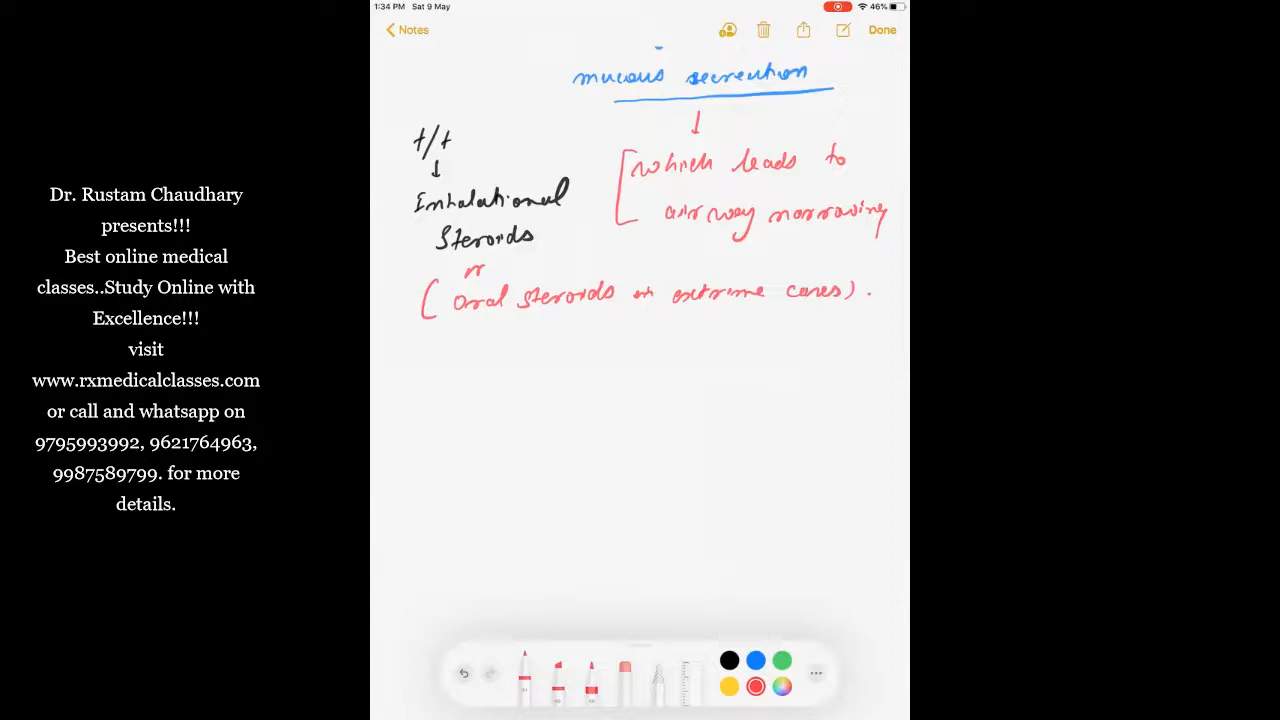 1:34 PM Sat 9 May
46%
Notes
Done
mucous secreution
t/t
↓
Inhalational
Steroids
↓
which leads to
airway narrowing
or
( oral steroids in extrime cases ) .
Dr. Rustam Chaudhary
presents!!!
Best online medical
classes..Study Online with
Excellence!!!
visit
www.rxmedicalclasses.com
or call and whatsapp on
9795993992, 9621764963,
9987589799. for more
details.